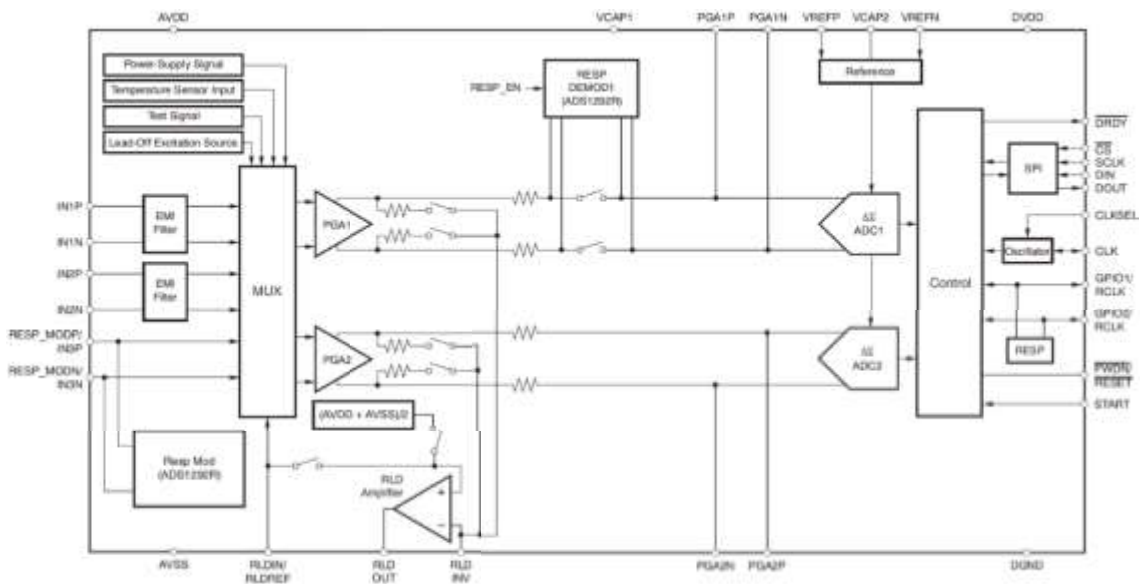 AVDD
VCAP1
PGA1P
PGA1N
VREFP
VCAP2
VREFN
DVDD
Power-Supply Signal
Temperature Sensor Input
Test Signal
Lead-Off Excitation Source
RESP_EN
RESP
DEMOD1
(ADS1292R)
Reference
DRDY
CS
SCLK
DIN
DOUT
SPI
CLKSEL
Oscillator
CLK
GPIO1/
RCLK
GPIO2/
RCLK
RESP
PWDN/
RESET
START
IN1P
EMI
Filter
IN1N
IN2P
EMI
Filter
IN2N
RESP_MODP/
IN3P
RESP_MODN/
IN3N
MUX
PGA1
PGA2
ΔΣ
ADC1
ΔΣ
ADC2
Control
(AVDD + AVSS)/2
Resp Mod
(ADS1292R)
RLD
Amplifier
+
−
AVSS
RLDIN/
RLDREF
RLD
OUT
RLD
INV
PGA2N
PGA2P
DGND